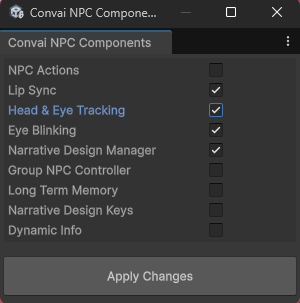 Convai NPC Compone...
Convai NPC Components
NPC Actions
Lip Sync
Head & Eye Tracking
Eye Blinking
Narrative Design Manager
Group NPC Controller
Long Term Memory
Narrative Design Keys
Dynamic Info
Apply Changes